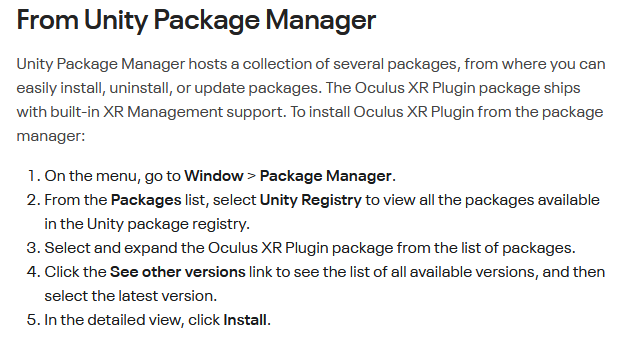 From Unity Package Manager
Unity Package Manager hosts a collection of several packages, from where you can
easily install, uninstall, or update packages. The Oculus XR Plugin package ships
with built-in XR Management support. To install Oculus XR Plugin from the package
manager:
1. On the menu, go to Window > Package Manager.
2. From the Packages list, select Unity Registry to view all the packages available
in the Unity package registry.
3. Select and expand the Oculus XR Plugin package from the list of packages.
4. Click the See other versions link to see the list of all available versions, and then
select the latest version.
5. In the detailed view, click Install.